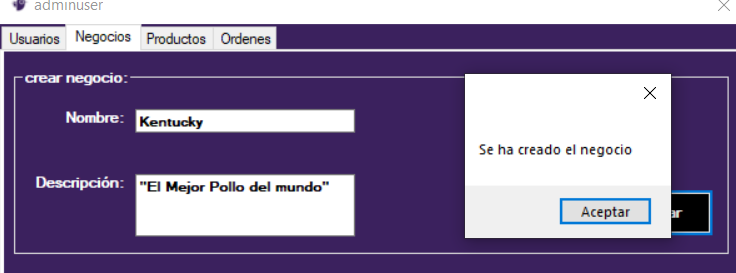 adminuser
Usuarios Negocios Productos Ordenes
crear negocio:
Nombre: Kentucky
Descripción: "El Mejor Pollo del mundo"
Se ha creado el negocio
Aceptar